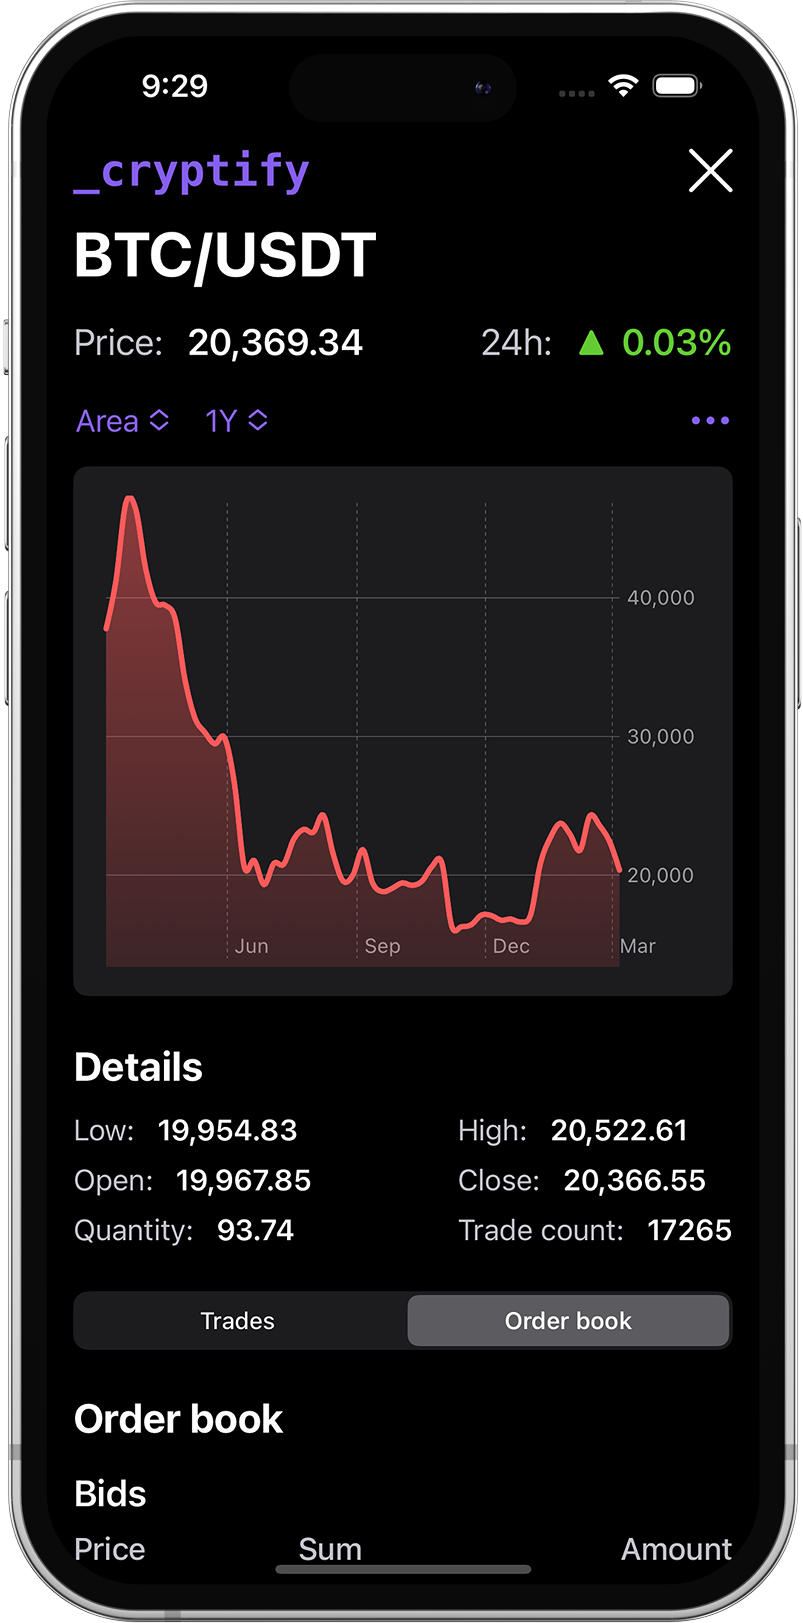 9:29
_cryptify
BTC/USDT
Price: 20,369.34 24h: ▲ 0.03%
Area 1Y
40,000
30,000
20,000
Jun Sep Dec Mar
Details
Low: 19,954.83 High: 20,522.61
Open: 19,967.85 Close: 20,366.55
Quantity: 93.74 Trade count: 17265
Trades Order book
Order book
Bids
Price Sum Amount